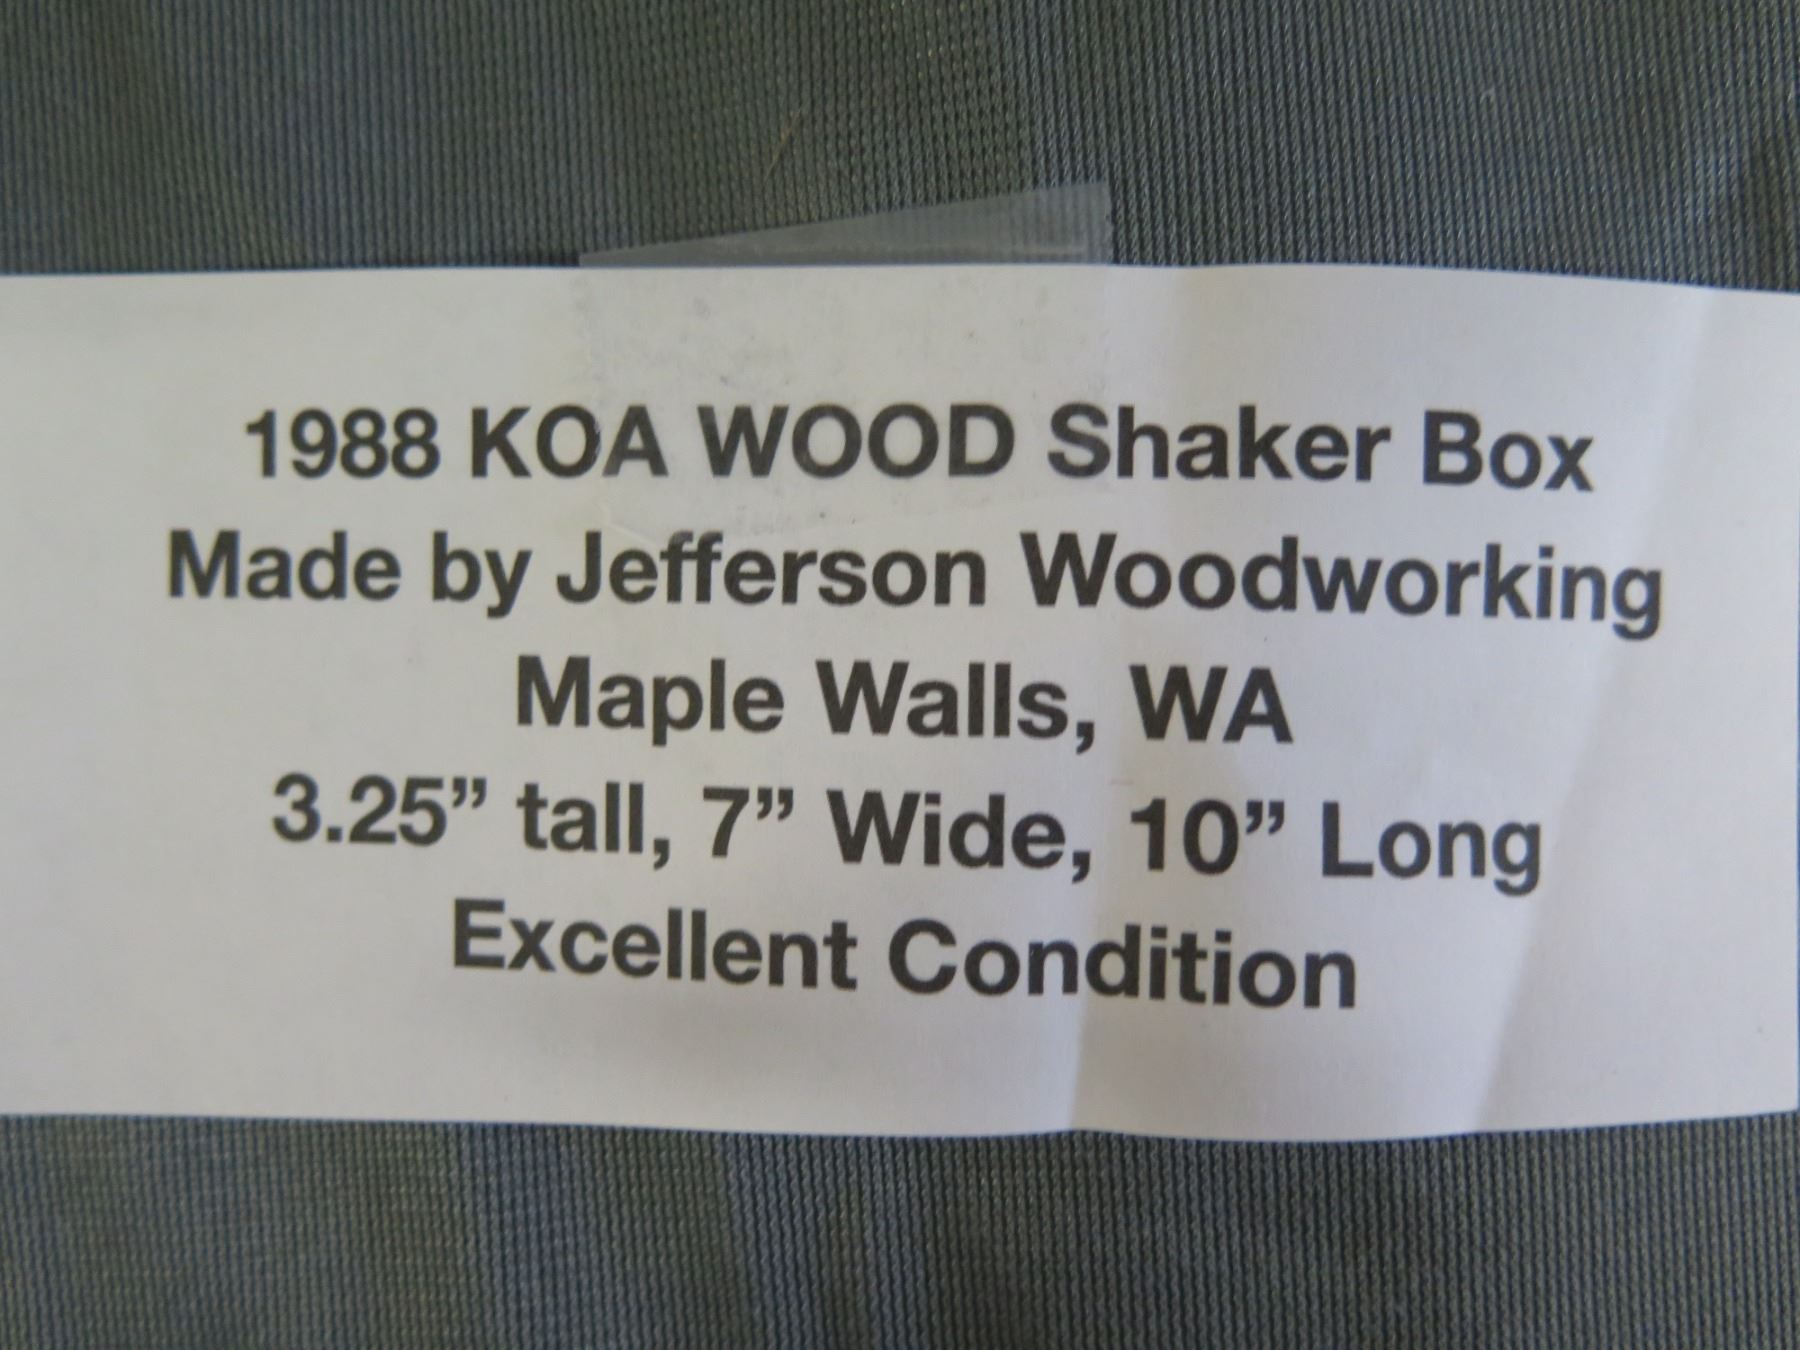 1988 KOA WOOD Shaker Box
Made by Jefferson Woodworking
Maple Walls, WA
3.25” tall, 7” Wide, 10” Long
Excellent Condition